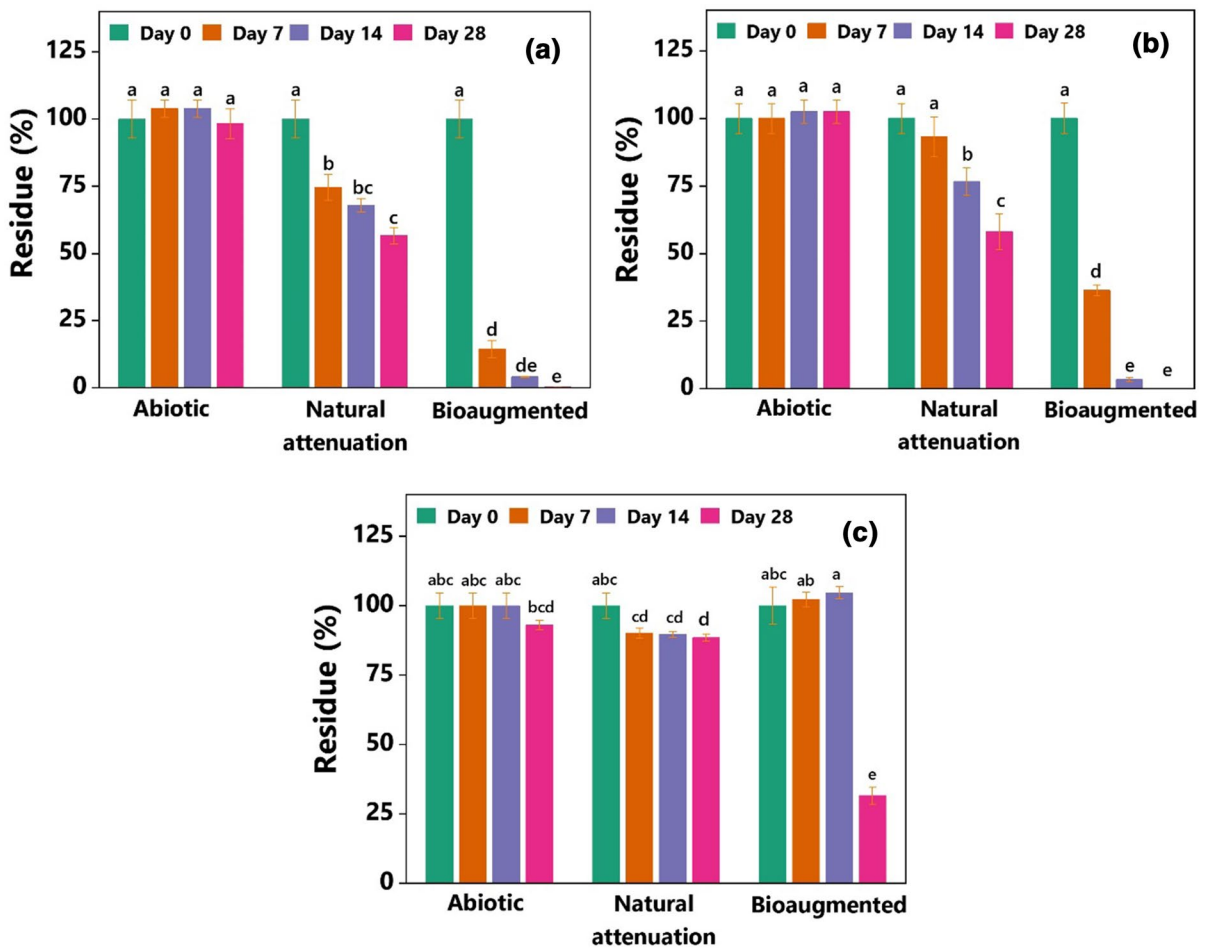 Day 0 Day 7 Day 14 Day 28
(a)
Residue (%)
125
100
75
50
25
0
a a a a a a
b bc c
d de e
Abiotic Natural attenuation Bioaugmented
Day 0 Day 7 Day 14 Day 28
(b)
Residue (%)
125
100
75
50
25
0
a a a a a a a
b c
d e e
Abiotic Natural attenuation Bioaugmented
Day 0 Day 7 Day 14 Day 28
(c)
Residue (%)
125
100
75
50
25
0
abc abc abc bcd
abc cd cd d
abc ab a e
Abiotic Natural attenuation Bioaugmented